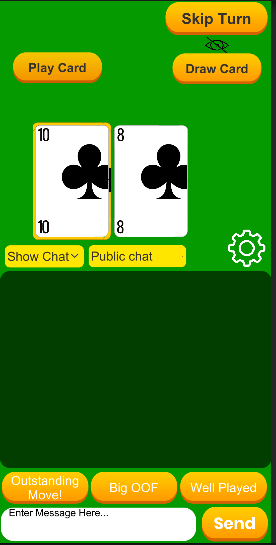 Skip Turn
Play Card
Draw Card
10
8
10
8
Show Chat
Public chat
Outstanding
Move!
Big OOF
Well Played
Enter Message Here...
Send